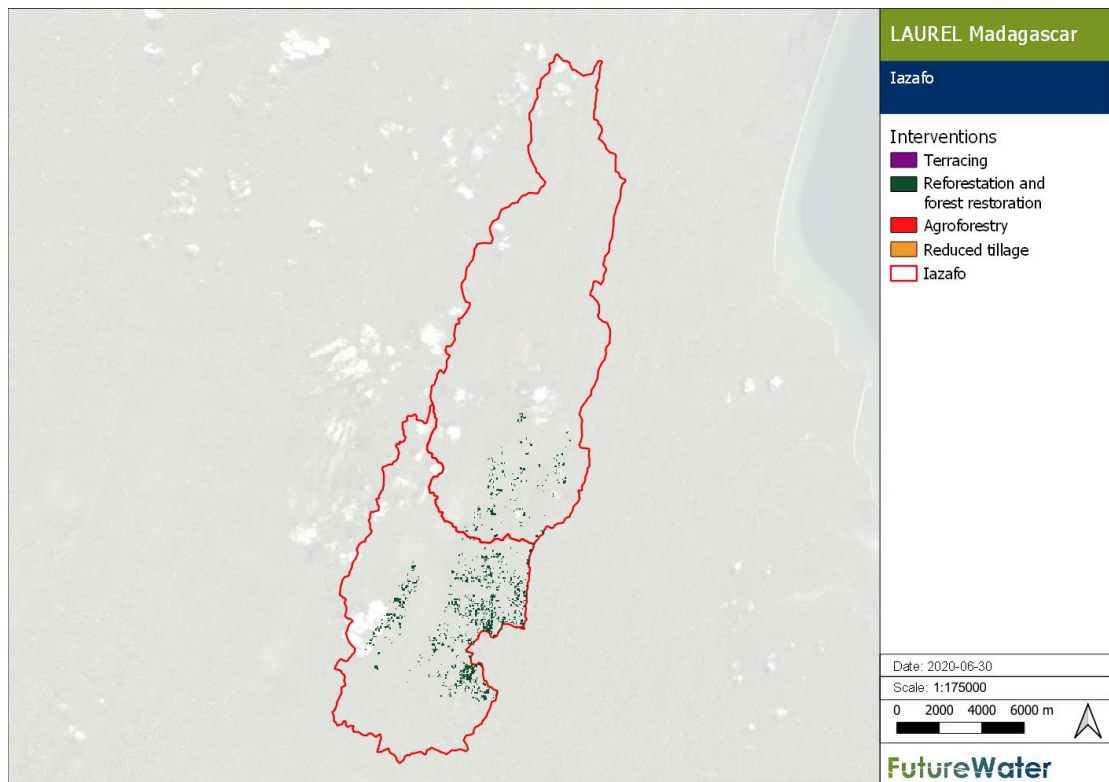 LAUREL Madagascar
Iazafo
Interventions
Terracing
Reforestation and
forest restoration
Agroforestry
Reduced tillage
Iazafo
Date: 2020-06-30
Scale: 1:175000
0 2000 4000 6000 m
FutureWater